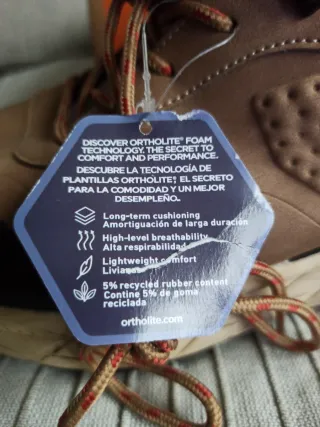 DISCOVER ORTHOLITE® FOAM
TECHNOLOGY. THE SECRET TO
COMFORT AND PERFORMANCE.
DESCUBRE LA TECNOLOGÍA DE
PLANTILLAS ORTHOLITE®, EL SECRETO
PARA LA COMODIDAD Y UN MEJOR
DESEMPEÑO.
Long-term cushioning
Amortiguación de larga duración
High-level breathability
Alta respirabilidad
Lightweight comfort
Liviana
5% recycled rubber content
Contine 5% de goma
reciclada
ortholite.com